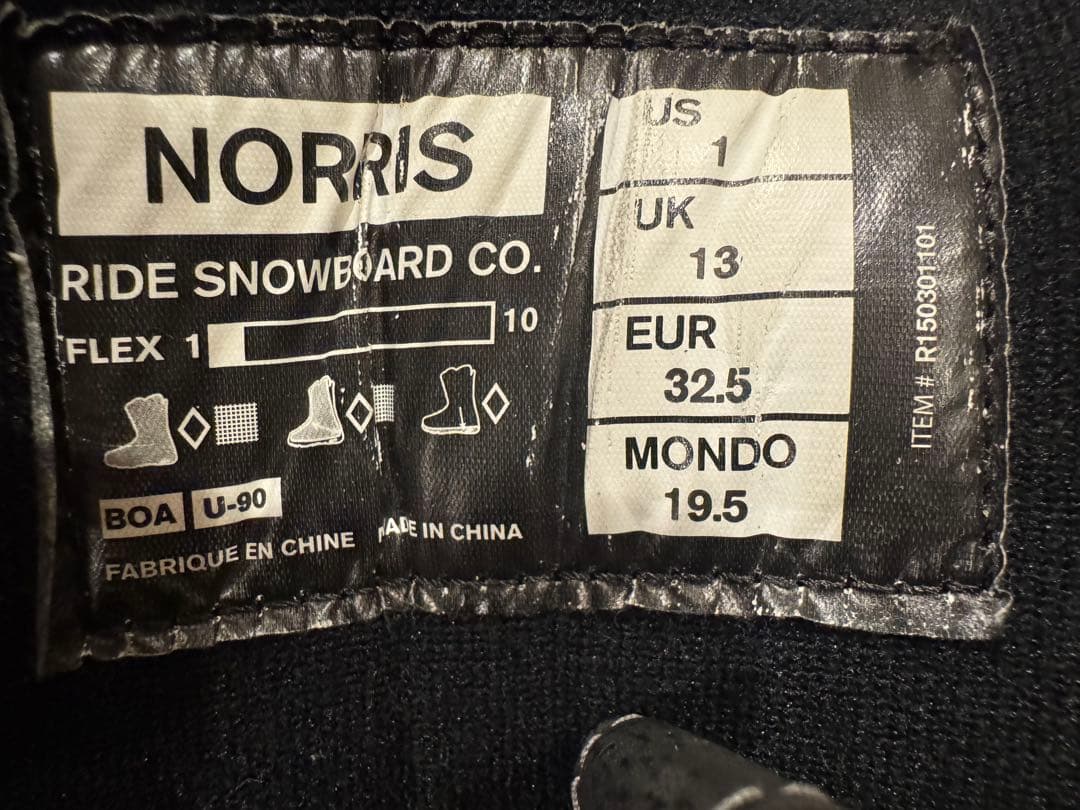 NORRIS
RIDE SNOWBOARD CO.
FLEX 1 10
BOA U-90
FABRIQUE EN CHINE MADE IN CHINA
US
1
UK
13
EUR
32.5
MONDO
19.5
ITEM # R150301101